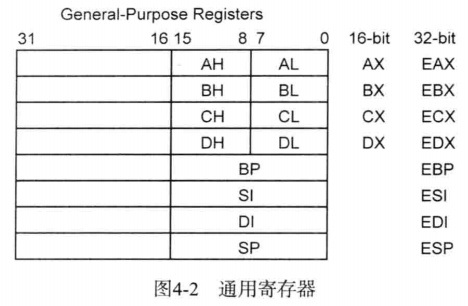 General-Purpose Registers
31 16 15 8 7 0 16-bit 32-bit
AH AL AX EAX
BH BL BX EBX
CH CL CX ECX
DH DL DX EDX
BP EBP
SI ESI
DI EDI
SP ESP
图4-2 通用寄存器